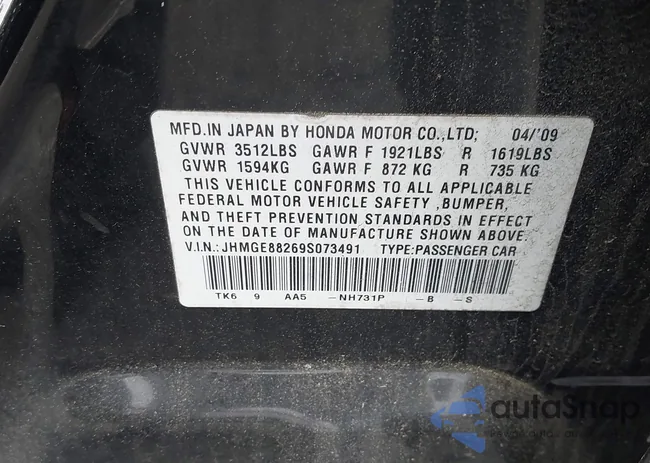 MFD.IN JAPAN BY HONDA MOTOR CO.,LTD; 04/'09
GVWR 3512LBS GAWR F 1921LBS R 1619LBS
GVWR 1594KG GAWR F 872 KG R 735 KG
THIS VEHICLE CONFORMS TO ALL APPLICABLE
FEDERAL MOTOR VEHICLE SAFETY ,BUMPER,
AND THEFT PREVENTION STANDARDS IN EFFECT
ON THE DATE OF MANUFACTURE SHOWN ABOVE.
V.I.N.:JHMGE88269S073491 TYPE:PASSENGER CAR
TK6 9 AA5 -NH731P -B -S
autoSnap